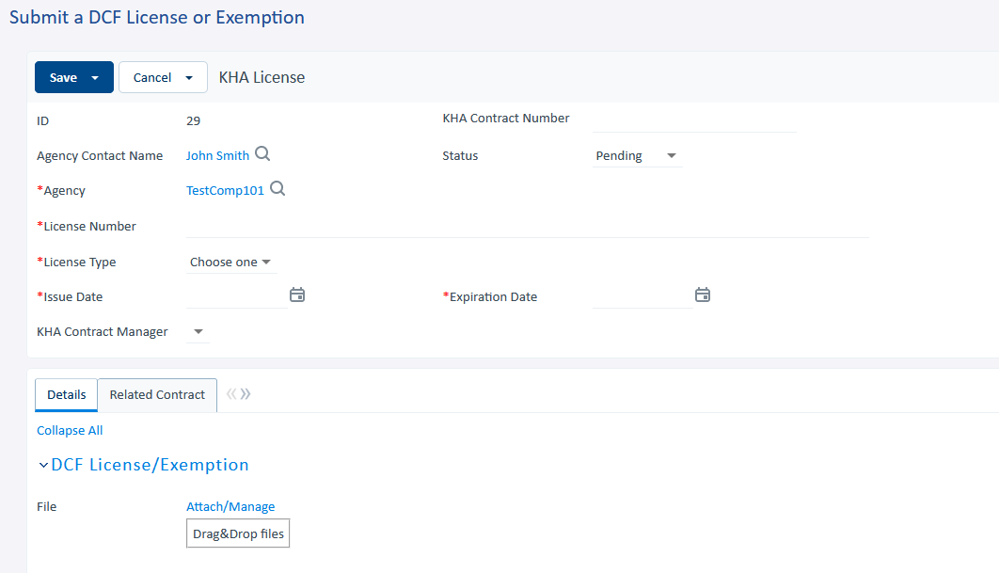 Submit a DCF License or Exemption
Save Cancel KHA License
ID 29 KHA Contract Number
Agency Contact Name John Smith Status Pending
*Agency TestComp101
*License Number
*License Type Choose one
*Issue Date *Expiration Date
KHA Contract Manager
Details Related Contract
Collapse All
DCF License/Exemption
File Attach/Manage
Drag&Drop files